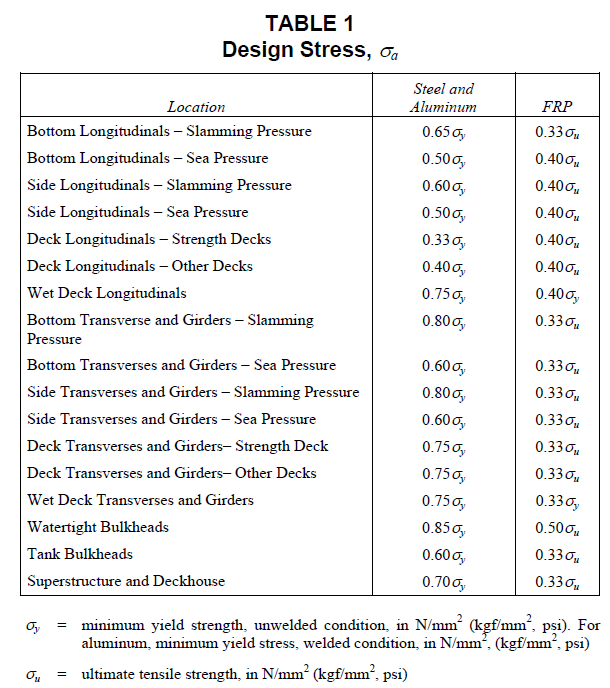 TABLE 1
Design Stress, σa
Location Steel and Aluminum FRP
Bottom Longitudinals – Slamming Pressure 0.65σy 0.33σu
Bottom Longitudinals – Sea Pressure 0.50σy 0.40σu
Side Longitudinals – Slamming Pressure 0.60σy 0.40σu
Side Longitudinals – Sea Pressure 0.50σy 0.40σu
Deck Longitudinals – Strength Decks 0.33σy 0.40σu
Deck Longitudinals – Other Decks 0.40σy 0.40σu
Wet Deck Longitudinals 0.75σy 0.40σy
Bottom Transverse and Girders – Slamming 0.80σy 0.33σu
Pressure
Bottom Transverses and Girders – Sea Pressure 0.60σy 0.33σu
Side Transverses and Girders – Slamming Pressure 0.80σy 0.33σu
Side Transverses and Girders – Sea Pressure 0.60σy 0.33σu
Deck Transverses and Girders– Strength Deck 0.75σy 0.33σu
Deck Transverses and Girders– Other Decks 0.75σy 0.33σu
Wet Deck Transverses and Girders 0.75σy 0.33σy
Watertight Bulkheads 0.85σy 0.50σu
Tank Bulkheads 0.60σy 0.33σu
Superstructure and Deckhouse 0.70σy 0.33σu
σy = minimum yield strength, unwelded condition, in N/mm² (kgf/mm², psi). For
aluminum, minimum yield stress, welded condition, in N/mm², (kgf/mm², psi)
σu = ultimate tensile strength, in N/mm² (kgf/mm², psi)